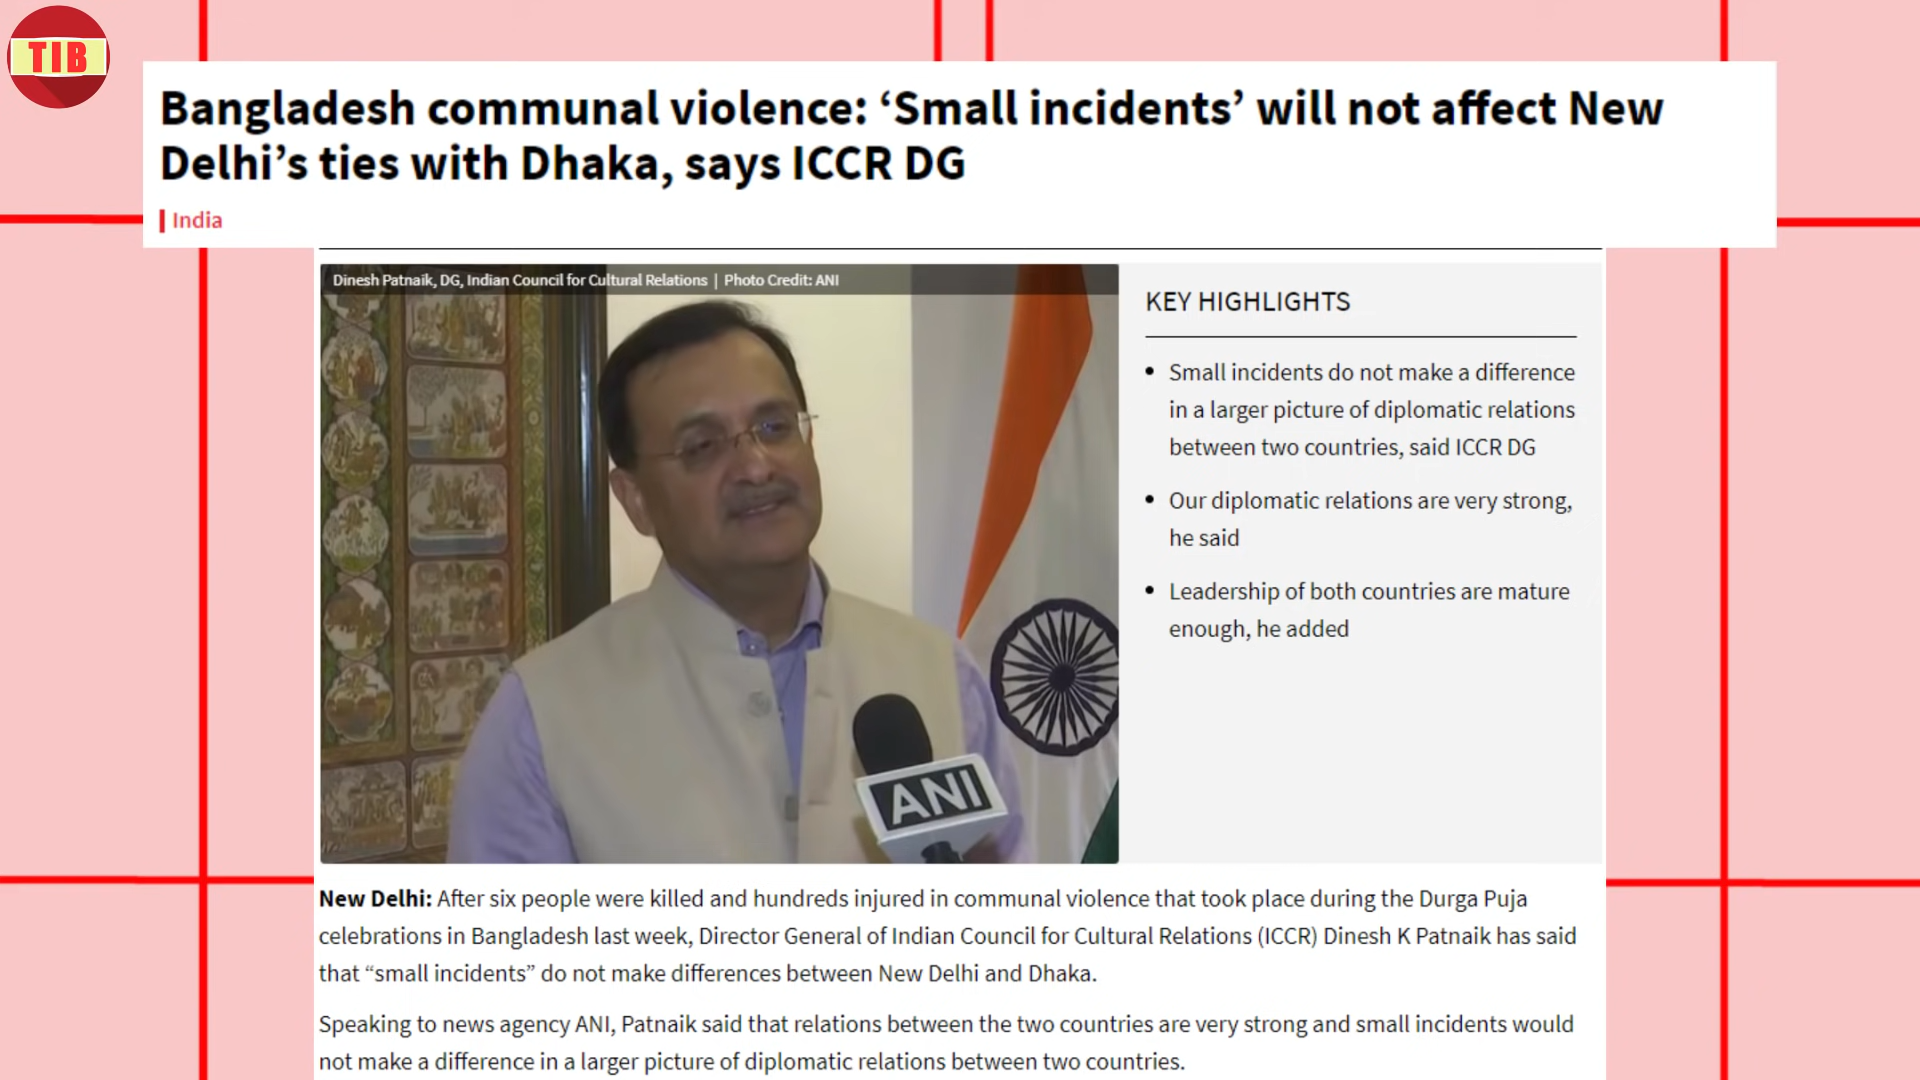 TIB
Bangladesh communal violence: ‘Small incidents’ will not affect New
Delhi’s ties with Dhaka, says ICCR DG
India
Dinesh Patnaik, DG, Indian Council for Cultural Relations | Photo Credit: ANI
ANI
KEY HIGHLIGHTS
• Small incidents do not make a difference
in a larger picture of diplomatic relations
between two countries, said ICCR DG
• Our diplomatic relations are very strong,
he said
• Leadership of both countries are mature
enough, he added
New Delhi: After six people were killed and hundreds injured in communal violence that took place during the Durga Puja
celebrations in Bangladesh last week, Director General of Indian Council for Cultural Relations (ICCR) Dinesh K Patnaik has said
that “small incidents” do not make differences between New Delhi and Dhaka.
Speaking to news agency ANI, Patnaik said that relations between the two countries are very strong and small incidents would
not make a difference in a larger picture of diplomatic relations between two countries.